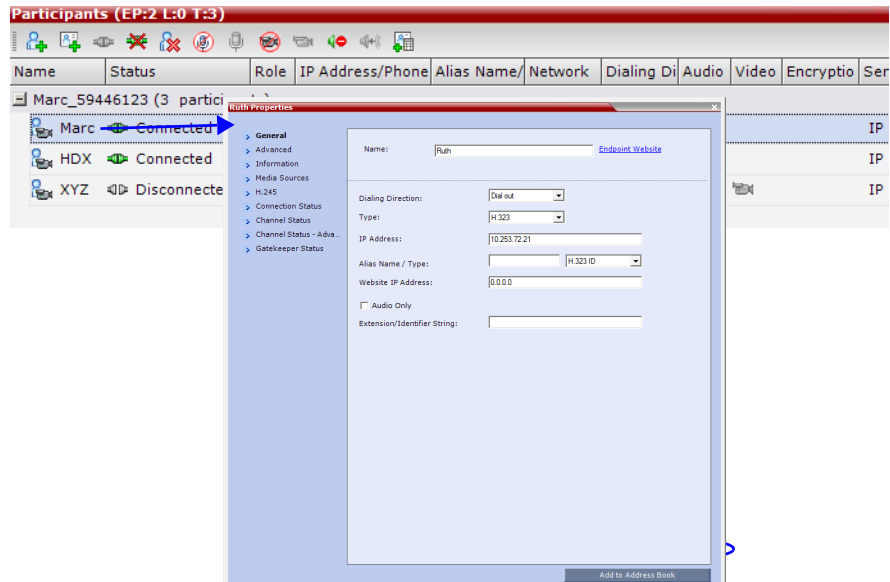 Participants (EP:2 L:0 T:3)
Name Status Role IP Address/Phone Alias Name/ Network Dialing Di Audio Video Encryptio Ser
Marc_59446123 (3 partici
Ruth Properties
Marc Connected IP
HDX Connected IP
XYZ Disconnecte IP
General
Advanced
Information
Media Sources
H.245
Connection Status
Channel Status
Channel Status - Adva...
Gatekeeper Status
Name: Ruth Endpoint Website
Dialing Direction: Dial out
Type: H.323
IP Address: 10.253.72.21
Alias Name / Type: H.323 ID
Website IP Address: 0.0.0.0
Audio Only
Extension/Identifier String:
Add to Address Book